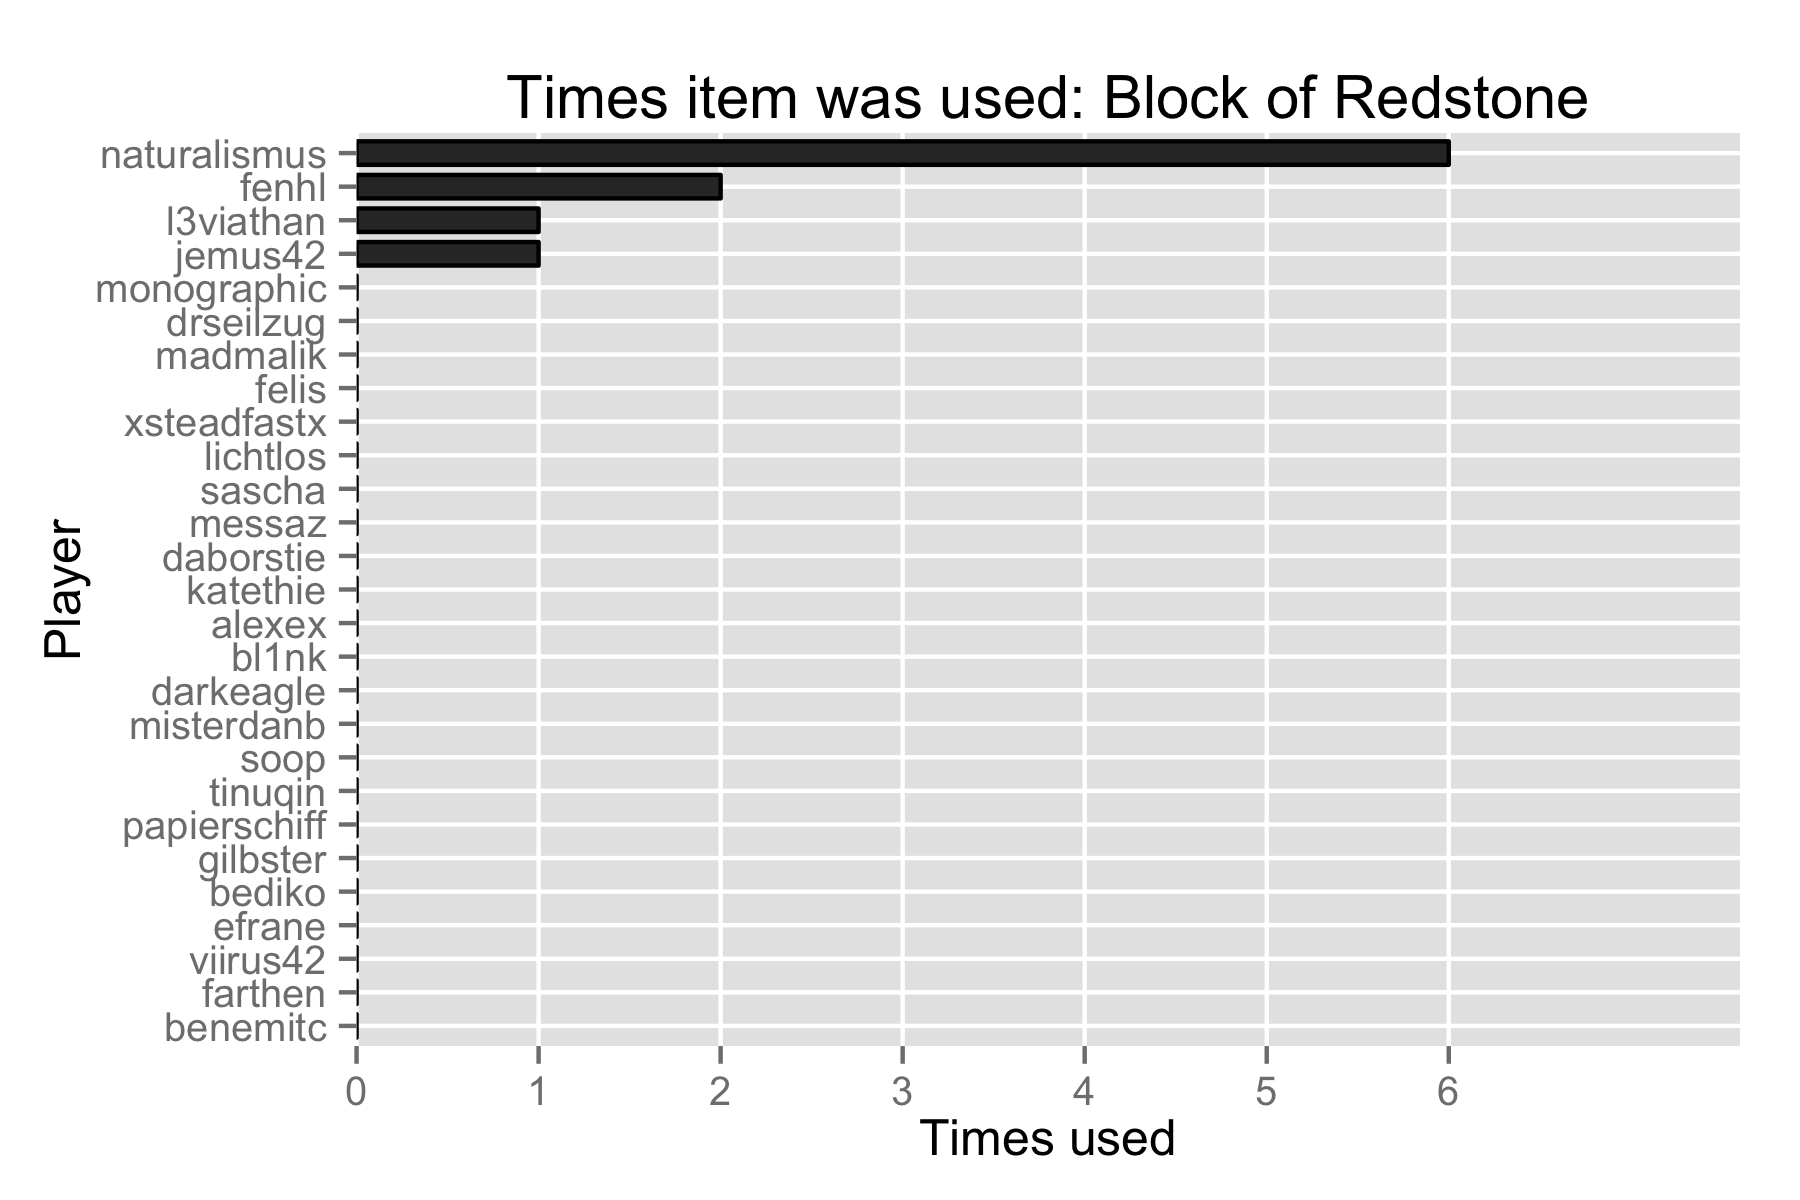 Times item was used: Block of Redstone
naturalismus
fenhl
l3viathan
jemus42
monographic
drseilzug
madmalik
felis
xsteadfastx
lichtlos
sascha
messaz
daborstie
katethie
alexex
bl1nk
darkeagle
misterdanb
soop
tinuqin
papierschiff
gilbster
bediko
efrane
viirus42
farthen
benemitc
Player
0 1 2 3 4 5 6
Times used